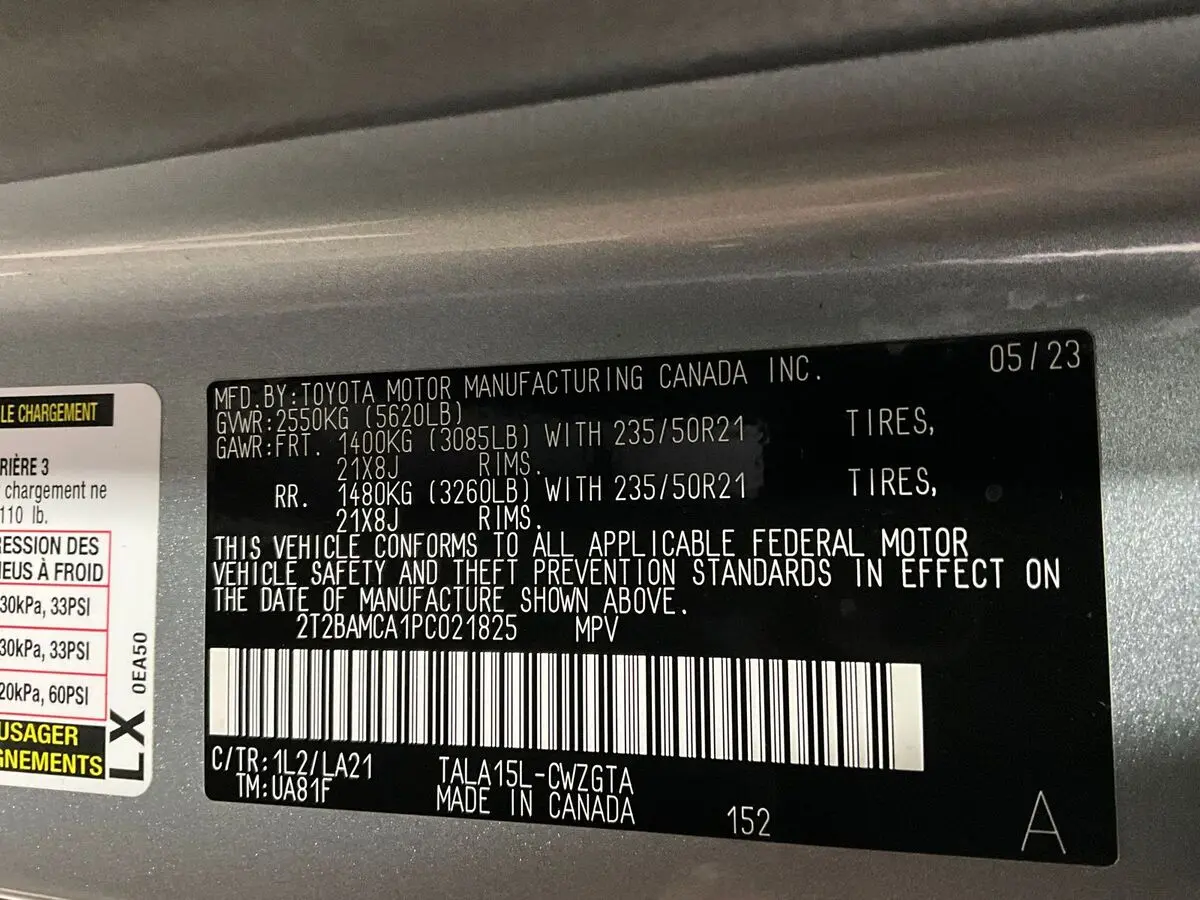 LE CHARGEMENT
RIÈRE 3
chargement ne
110 lb.
RESSION DES
NEUS À FROID
30kPa, 33PSI
30kPa, 33PSI
20kPa, 60PSI
USAGER
GNEMENTS
LX 0EA50
MFD.BY:TOYOTA MOTOR MANUFACTURING CANADA INC. 05/23
GVWR:2550KG (5620LB)
GAWR:FRT. 1400KG (3085LB) WITH 235/50R21 TIRES,
21X8J RIMS.
RR. 1480KG (3260LB) WITH 235/50R21 TIRES,
21X8J RIMS.
THIS VEHICLE CONFORMS TO ALL APPLICABLE FEDERAL MOTOR
VEHICLE SAFETY AND THEFT PREVENTION STANDARDS IN EFFECT ON
THE DATE OF MANUFACTURE SHOWN ABOVE.
2T2BAMCA1PC021825 MPV
C/TR:1L2/LA21 TALA15L-CWZGTA
TM:UA81F MADE IN CANADA 152 A